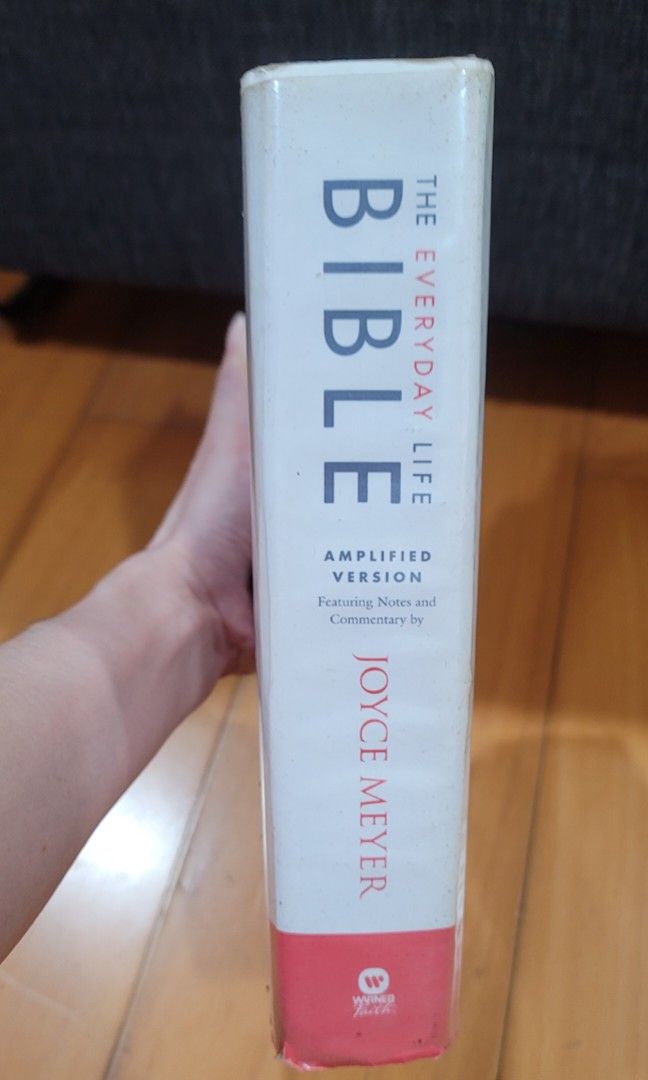 THE EVERYDAY LIFE
BIBLE
AMPLIFIED
VERSION
Featuring Notes and
Commentary by
JOYCE MEYER
WARNER
Faith